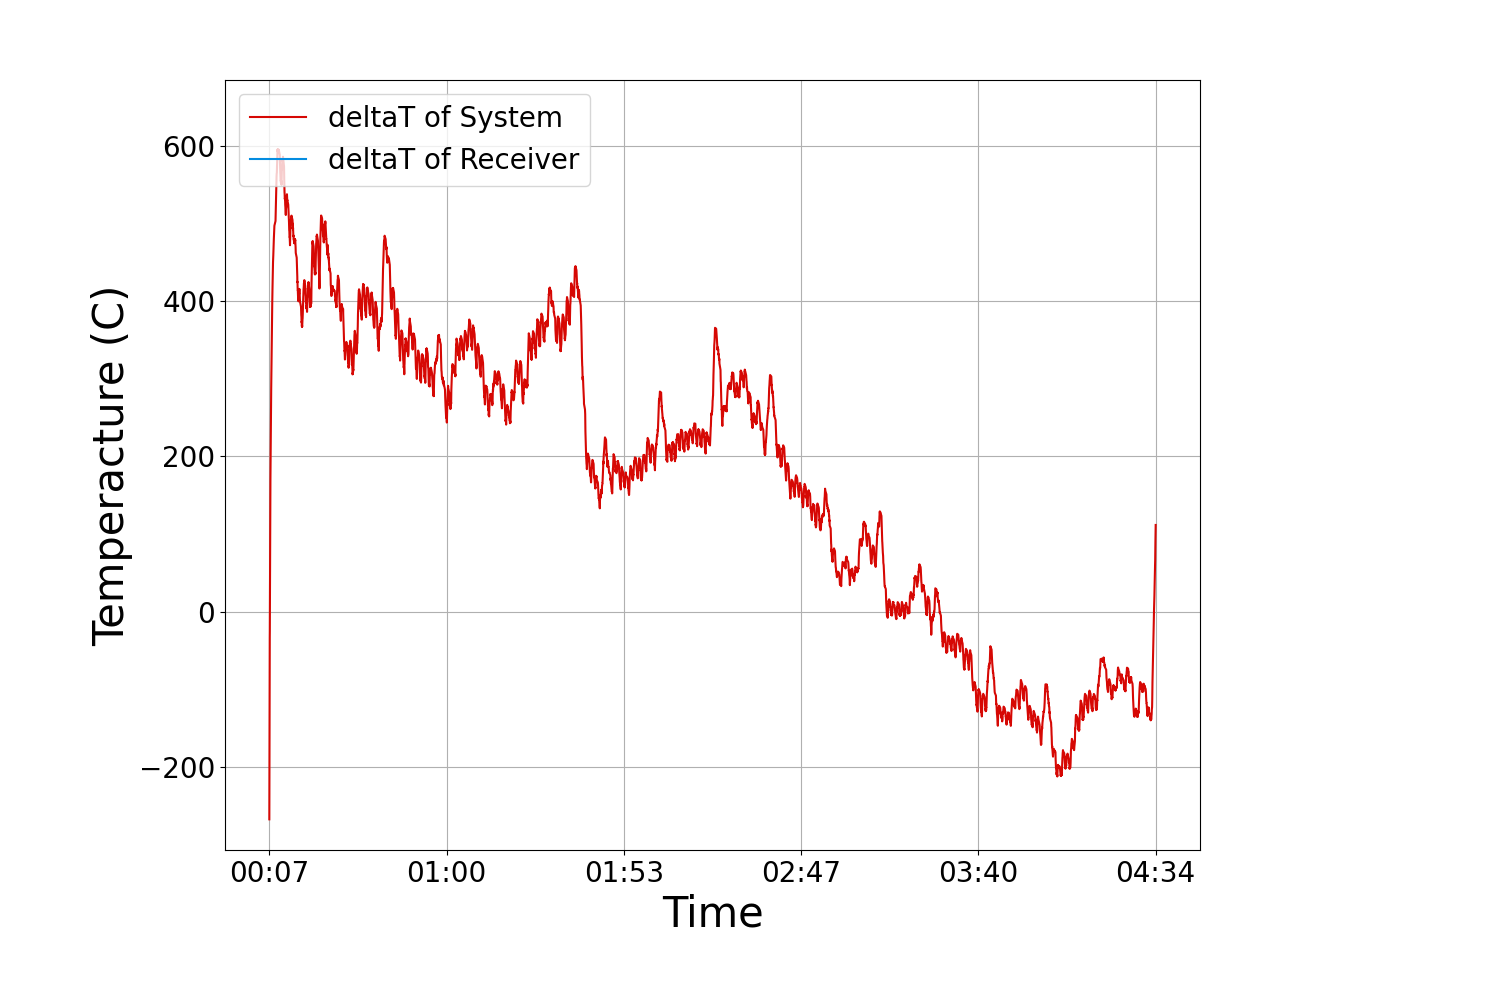 deltaT of System
deltaT of Receiver
600
400
200
0
−200
Temperacture (C)
00:07 01:00 01:53 02:47 03:40 04:34
Time